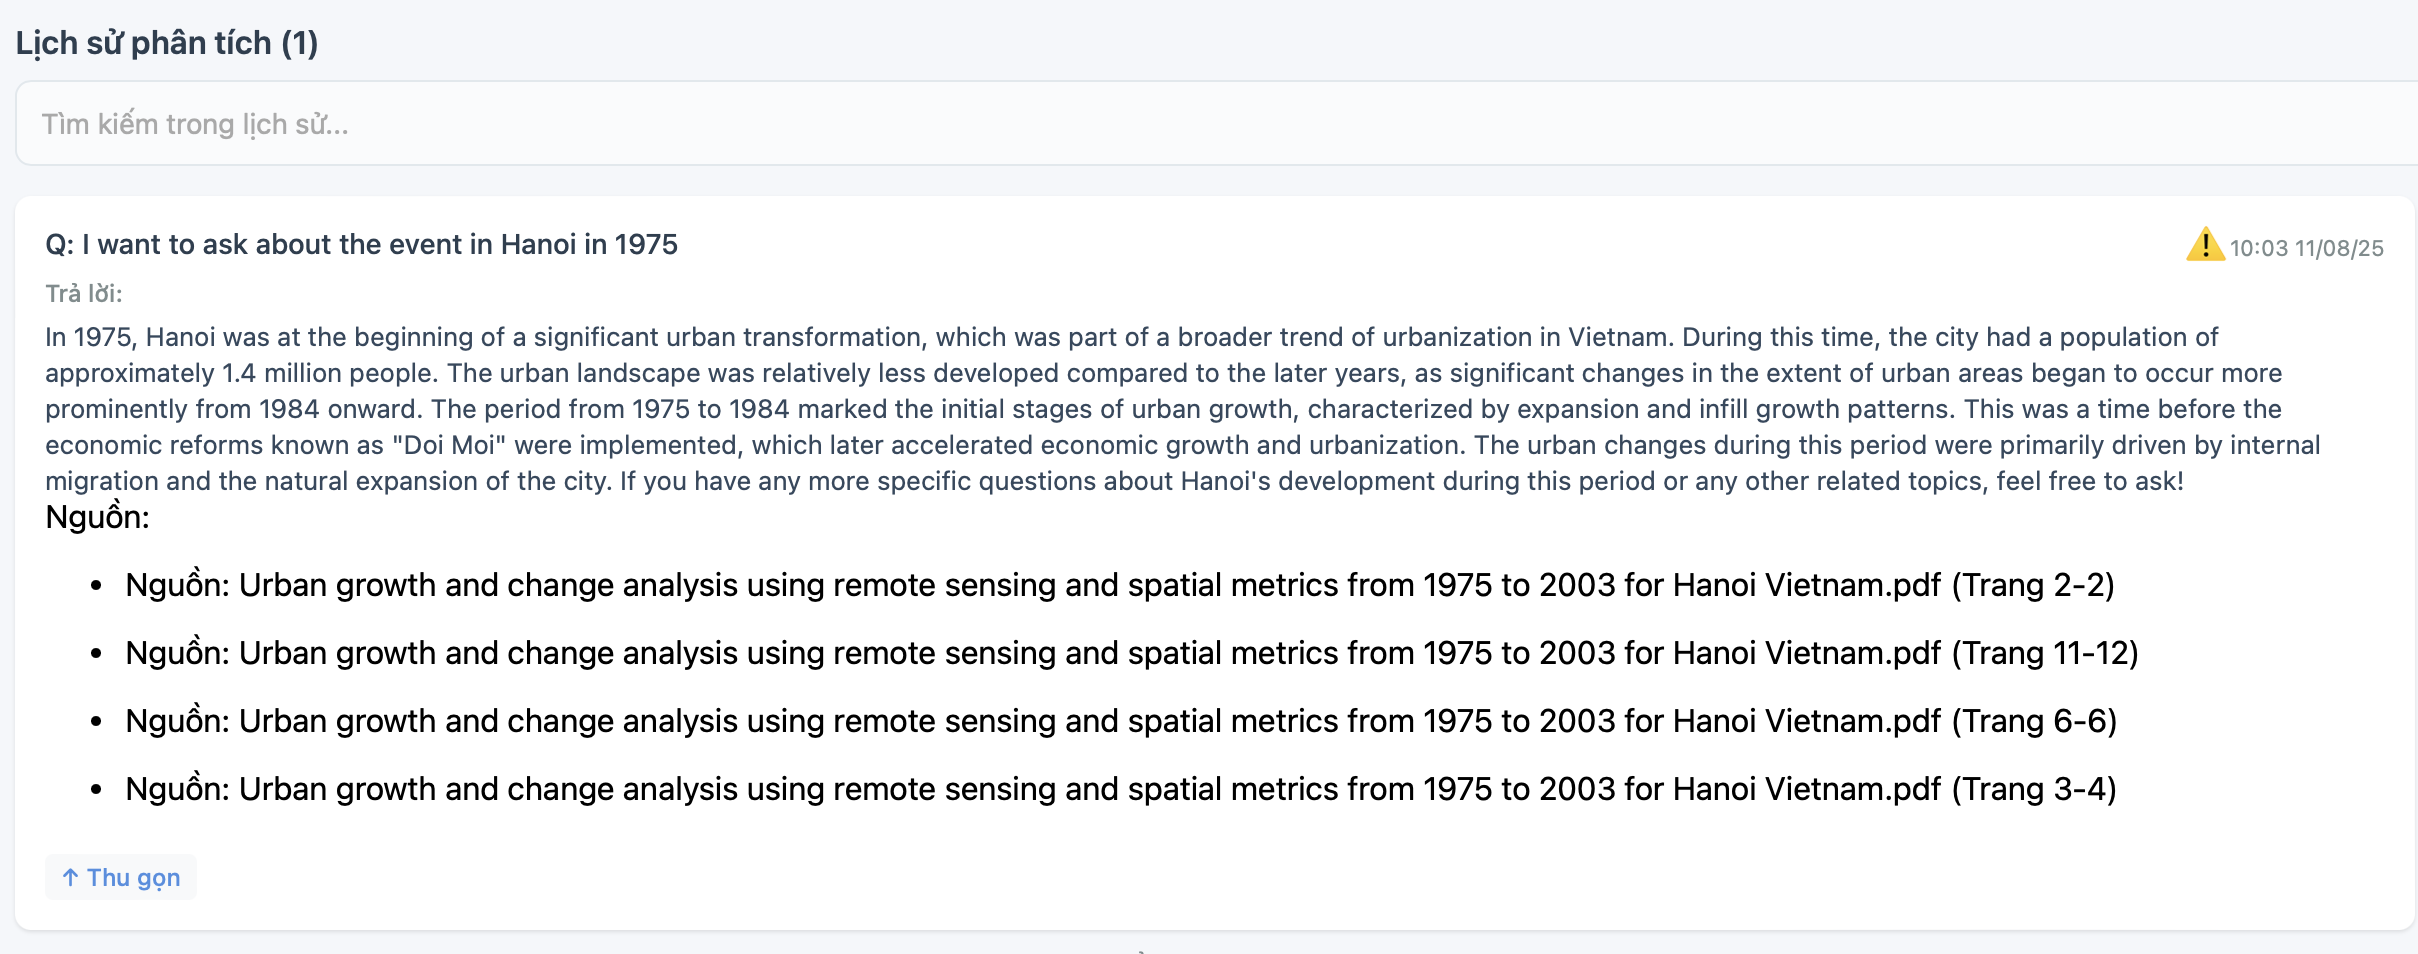 Lịch sử phân tích (1)
Tìm kiếm trong lịch sử...
Q: I want to ask about the event in Hanoi in 1975
10:03 11/08/25
Trả lời:
In 1975, Hanoi was at the beginning of a significant urban transformation, which was part of a broader trend of urbanization in Vietnam. During this time, the city had a population of
approximately 1.4 million people. The urban landscape was relatively less developed compared to the later years, as significant changes in the extent of urban areas began to occur more
prominently from 1984 onward. The period from 1975 to 1984 marked the initial stages of urban growth, characterized by expansion and infill growth patterns. This was a time before the
economic reforms known as "Doi Moi" were implemented, which later accelerated economic growth and urbanization. The urban changes during this period were primarily driven by internal
migration and the natural expansion of the city. If you have any more specific questions about Hanoi's development during this period or any other related topics, feel free to ask!
Nguồn:
• Nguồn: Urban growth and change analysis using remote sensing and spatial metrics from 1975 to 2003 for Hanoi Vietnam.pdf (Trang 2-2)
• Nguồn: Urban growth and change analysis using remote sensing and spatial metrics from 1975 to 2003 for Hanoi Vietnam.pdf (Trang 11-12)
• Nguồn: Urban growth and change analysis using remote sensing and spatial metrics from 1975 to 2003 for Hanoi Vietnam.pdf (Trang 6-6)
• Nguồn: Urban growth and change analysis using remote sensing and spatial metrics from 1975 to 2003 for Hanoi Vietnam.pdf (Trang 3-4)
↑ Thu gọn